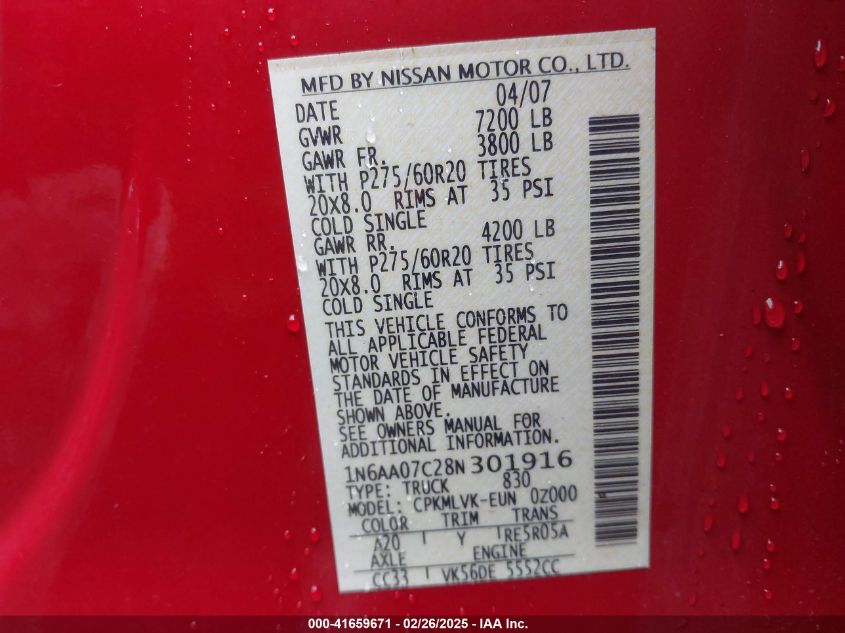 MFD BY NISSAN MOTOR CO., LTD.
DATE 04/07
GVWR 7200 LB
GAWR FR. 3800 LB
WITH P275/60R20 TIRES
20X8.0 RIMS AT 35 PSI
COLD SINGLE
GAWR RR. 4200 LB
WITH P275/60R20 TIRES
20X8.0 RIMS AT 35 PSI
COLD SINGLE
THIS VEHICLE CONFORMS TO
ALL APPLICABLE FEDERAL
MOTOR VEHICLE SAFETY
STANDARDS IN EFFECT ON
THE DATE OF MANUFACTURE
SHOWN ABOVE.
SEE OWNERS MANUAL FOR
ADDITIONAL INFORMATION.
1N6AA07C28N301916
TYPE: TRUCK 830
MODEL: CPKMLVK-EUN 0Z000
COLOR TRIM TRANS
A20 Y RE5R05A
AXLE ENGINE
CC33 VK56DE 5552CC
000-41659671 - 02/26/2025 - IAA Inc.